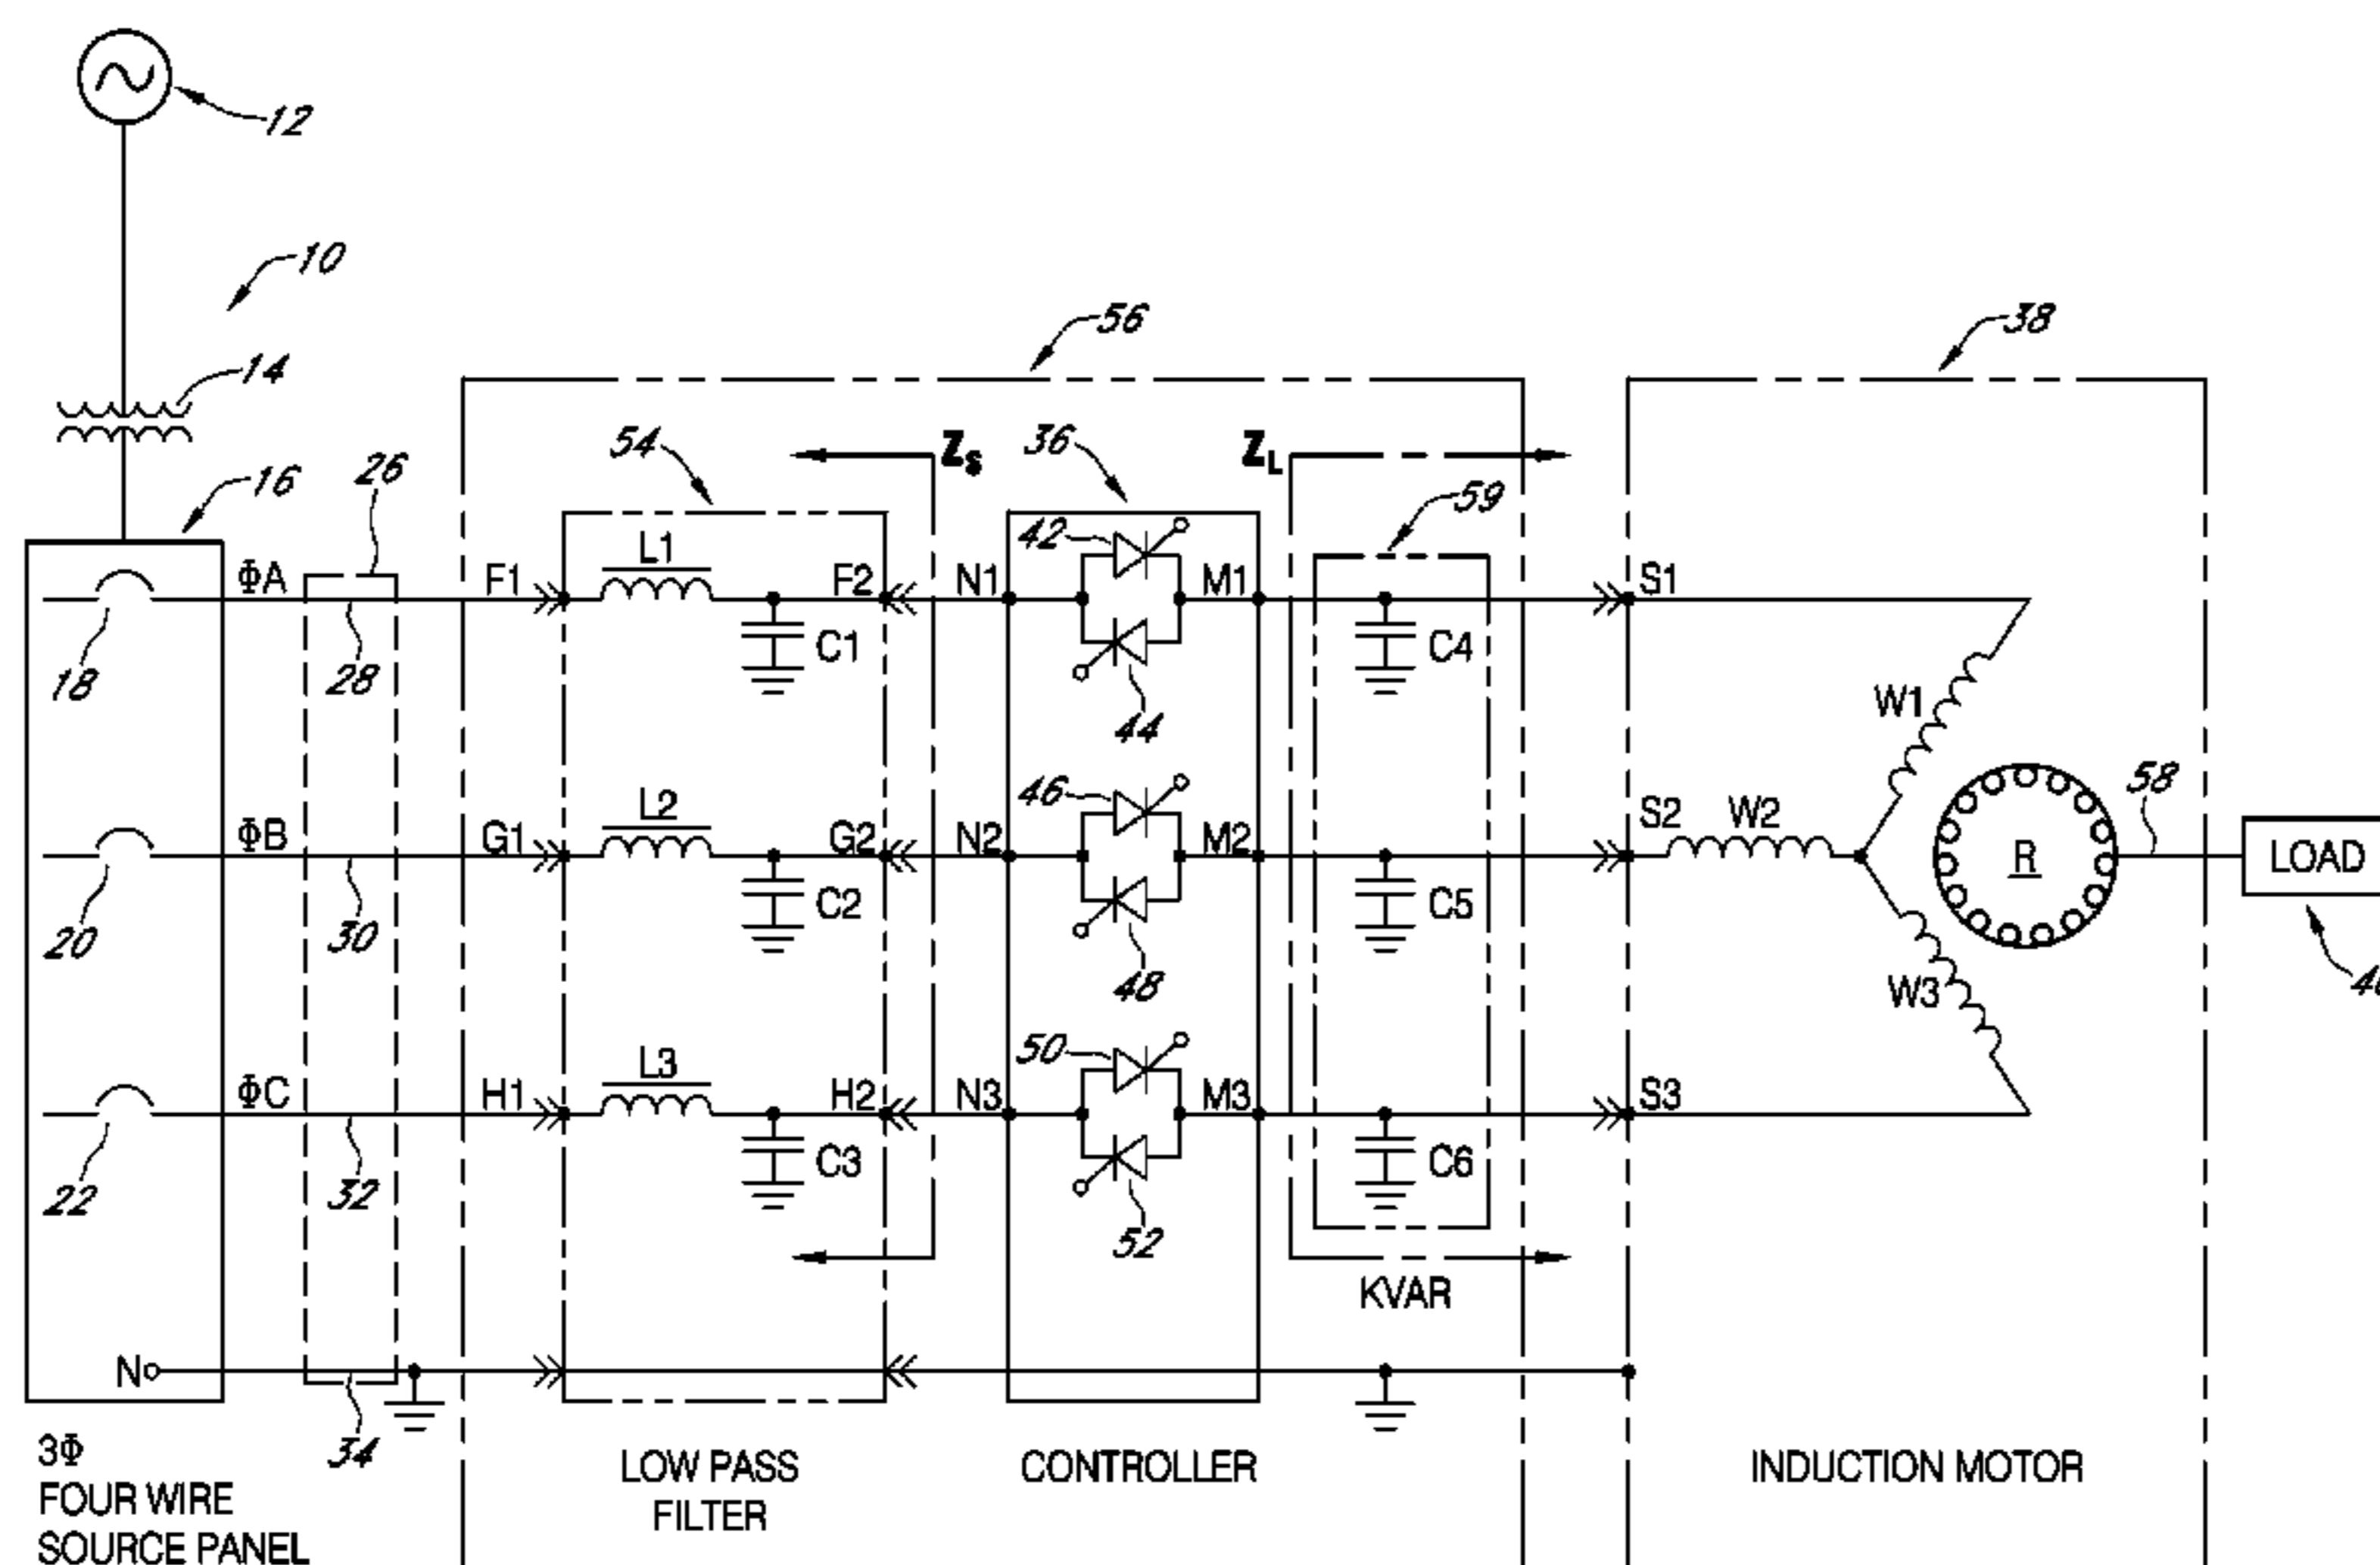 12
10
14
56
38
16
26
54
Zs
36
ZL
59
42
ΦA
F1
L1
F2
N1
M1
S1
18
28
C1
C4
44
W1
46
58
ΦB
G1
L2
G2
N2
M2
S2
W2
R
LOAD
20
30
C2
C5
48
W3
50
ΦC
H1
L3
H2
N3
M3
S3
22
32
C3
C6
52
KVAR
N
34
3Φ
FOUR WIRE
SOURCE PANEL
LOW PASS
FILTER
CONTROLLER
INDUCTION MOTOR